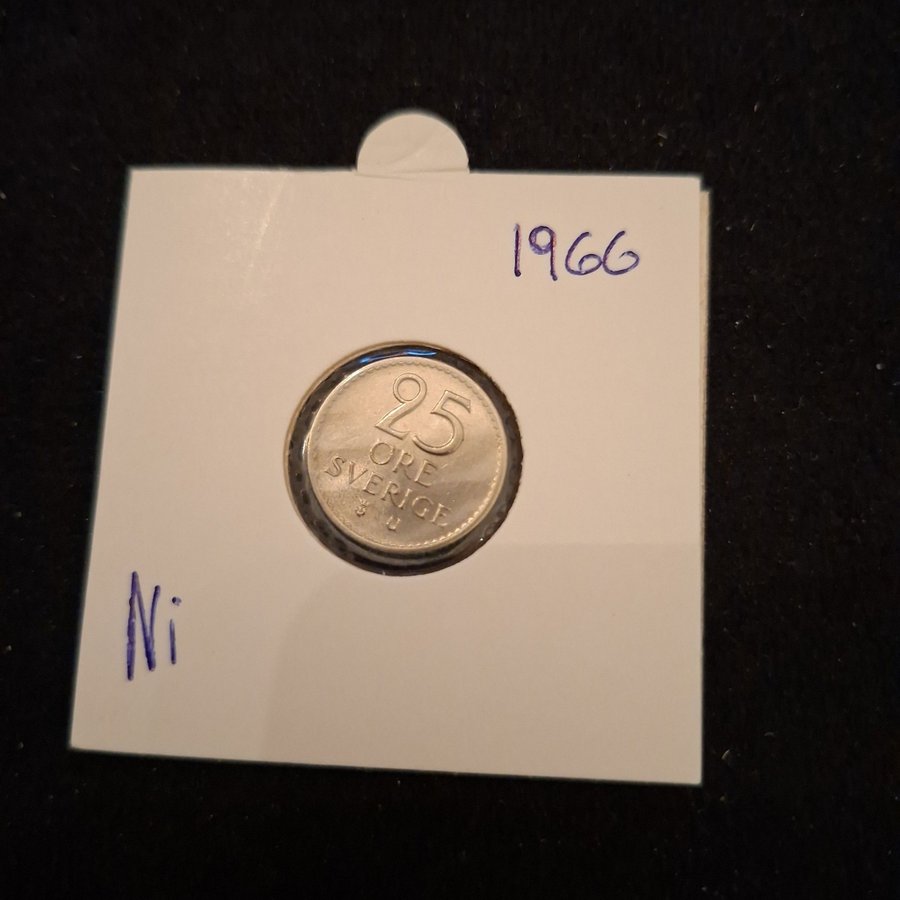 1966
25
ÖRE
SVERIGE
U
Ni